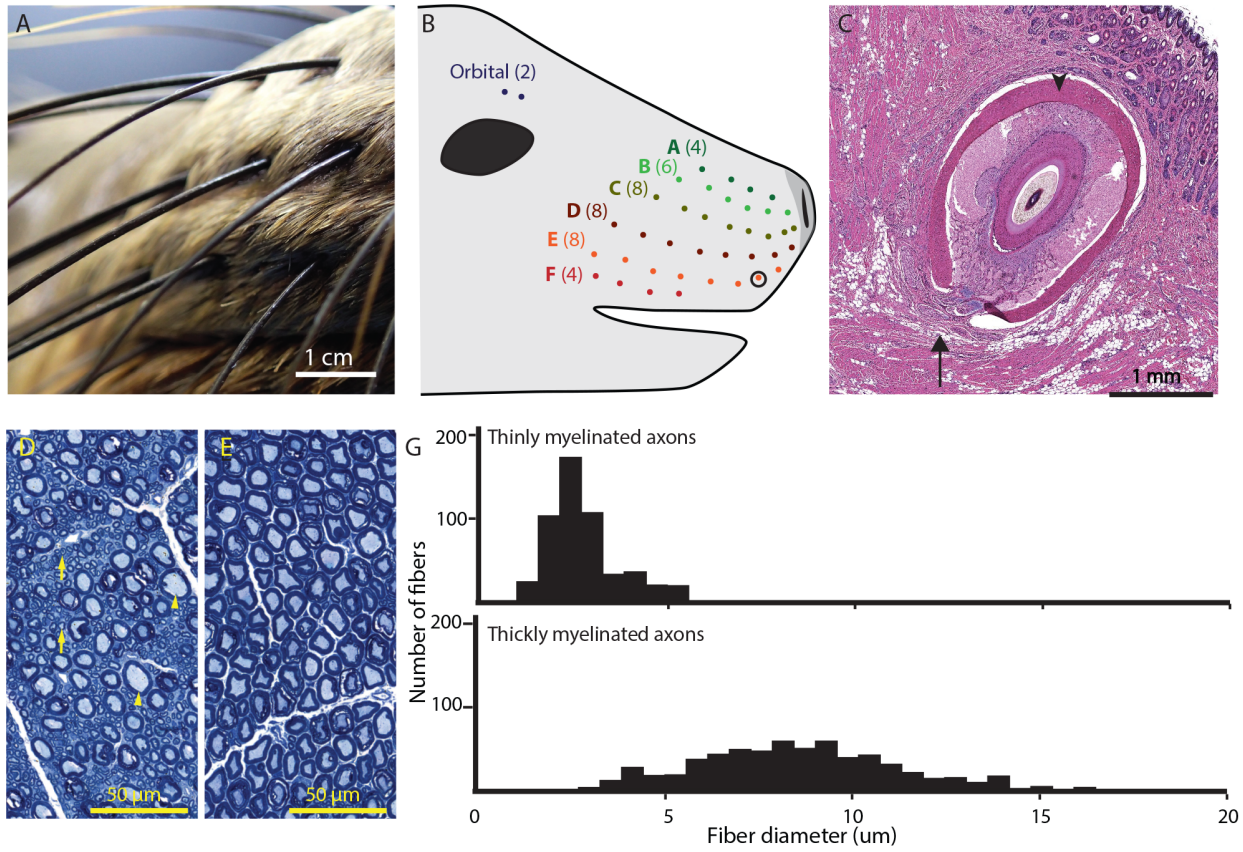 A
1 cm
B
Orbital (2)
A (4)
B (6)
C (8)
D (8)
E (8)
F (4)
C
1 mm
D
50 µm
E
50 µm
G
Number of fibers
200
Thinly myelinated axons
100
200
Thickly myelinated axons
100
0 5 10 15 20
Fiber diameter (um)